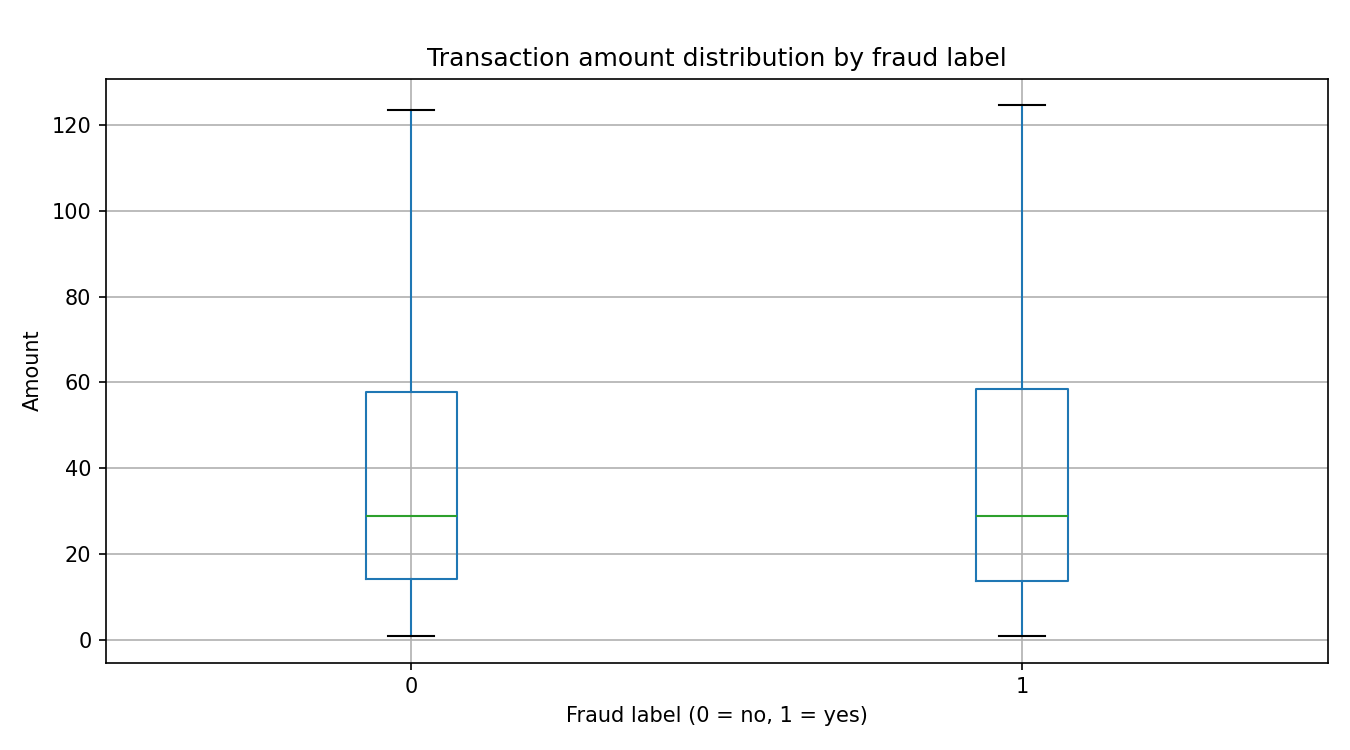 Transaction amount distribution by fraud label
120
100
80
60
40
20
0
Amount
0 1
Fraud label (0 = no, 1 = yes)